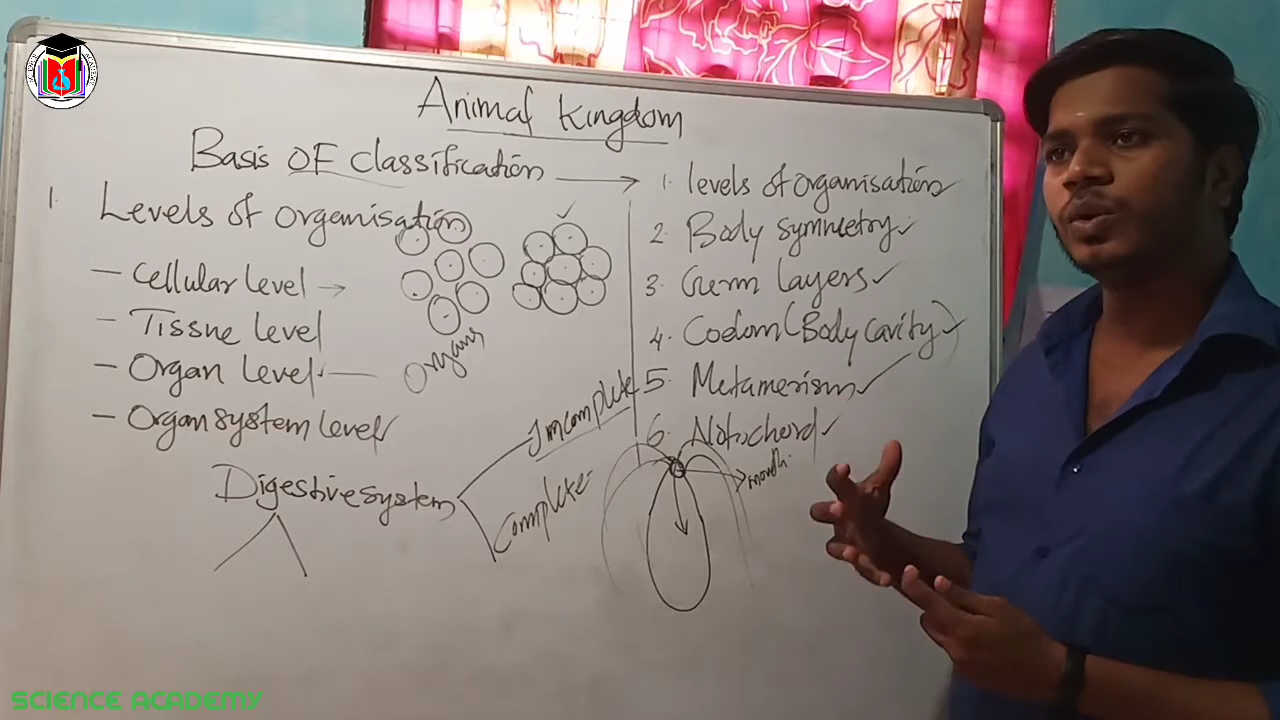 Animal Kingdom
Basis OF classification
1. Levels of organisation
- Cellular Level
- Tissue Level
- Organ Level
- Organ system Level
Organs
Digestive system
Imcomplete
Complete
1. levels of organisation
2. Body symmetry
3. Germ layers
4. Coelom (Body cavity)
5. Metamerism
6. Notochord
mouth
SCIENCE ACADEMY